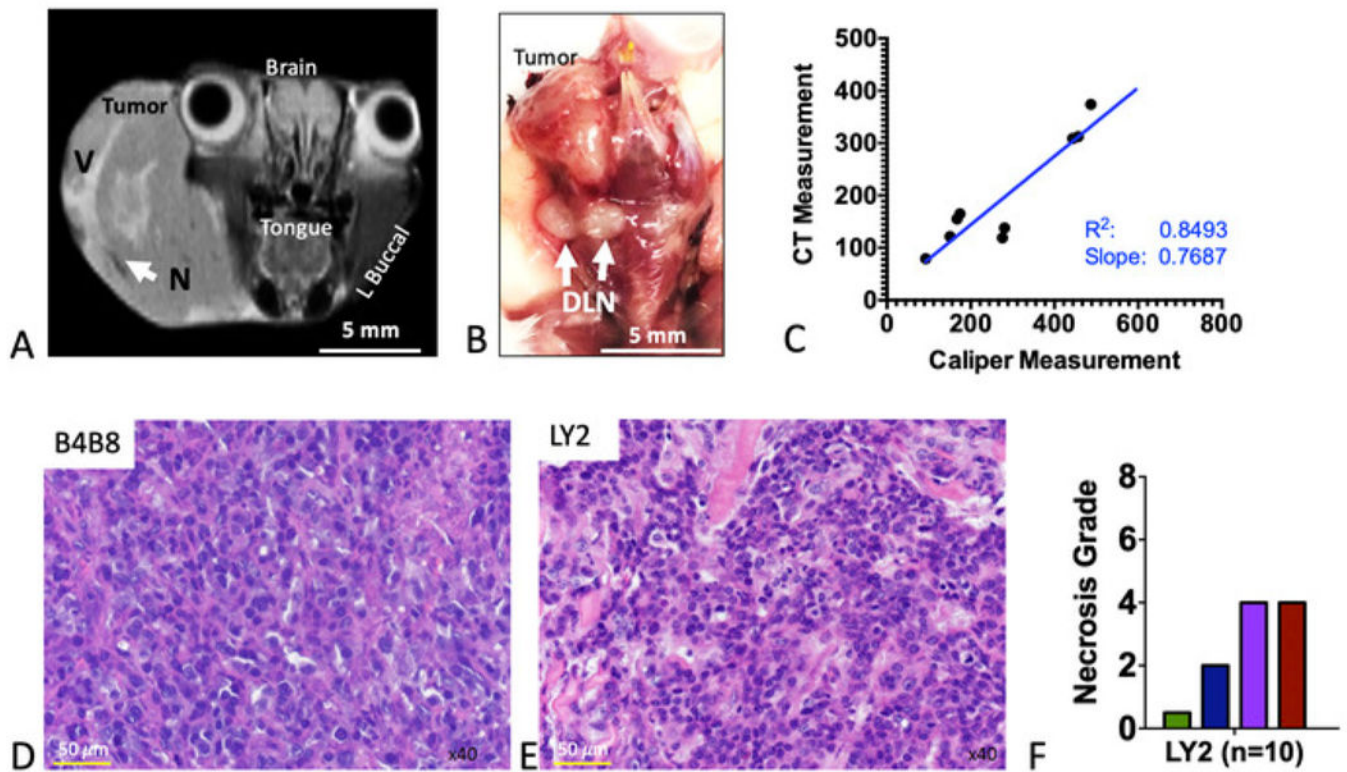 Brain
Tumor
V
Tongue
N
L Buccal
5 mm
A
Tumor
DLN
5 mm
B
500
400
300
200
100
0
CT Measurement
R²: 0.8493
Slope: 0.7687
0 200 400 600 800
Caliper Measurement
C
B4B8
50 μm
x40
D
LY2
50 μm
x40
E
8
6
4
2
0
Necrosis Grade
LY2 (n=10)
F